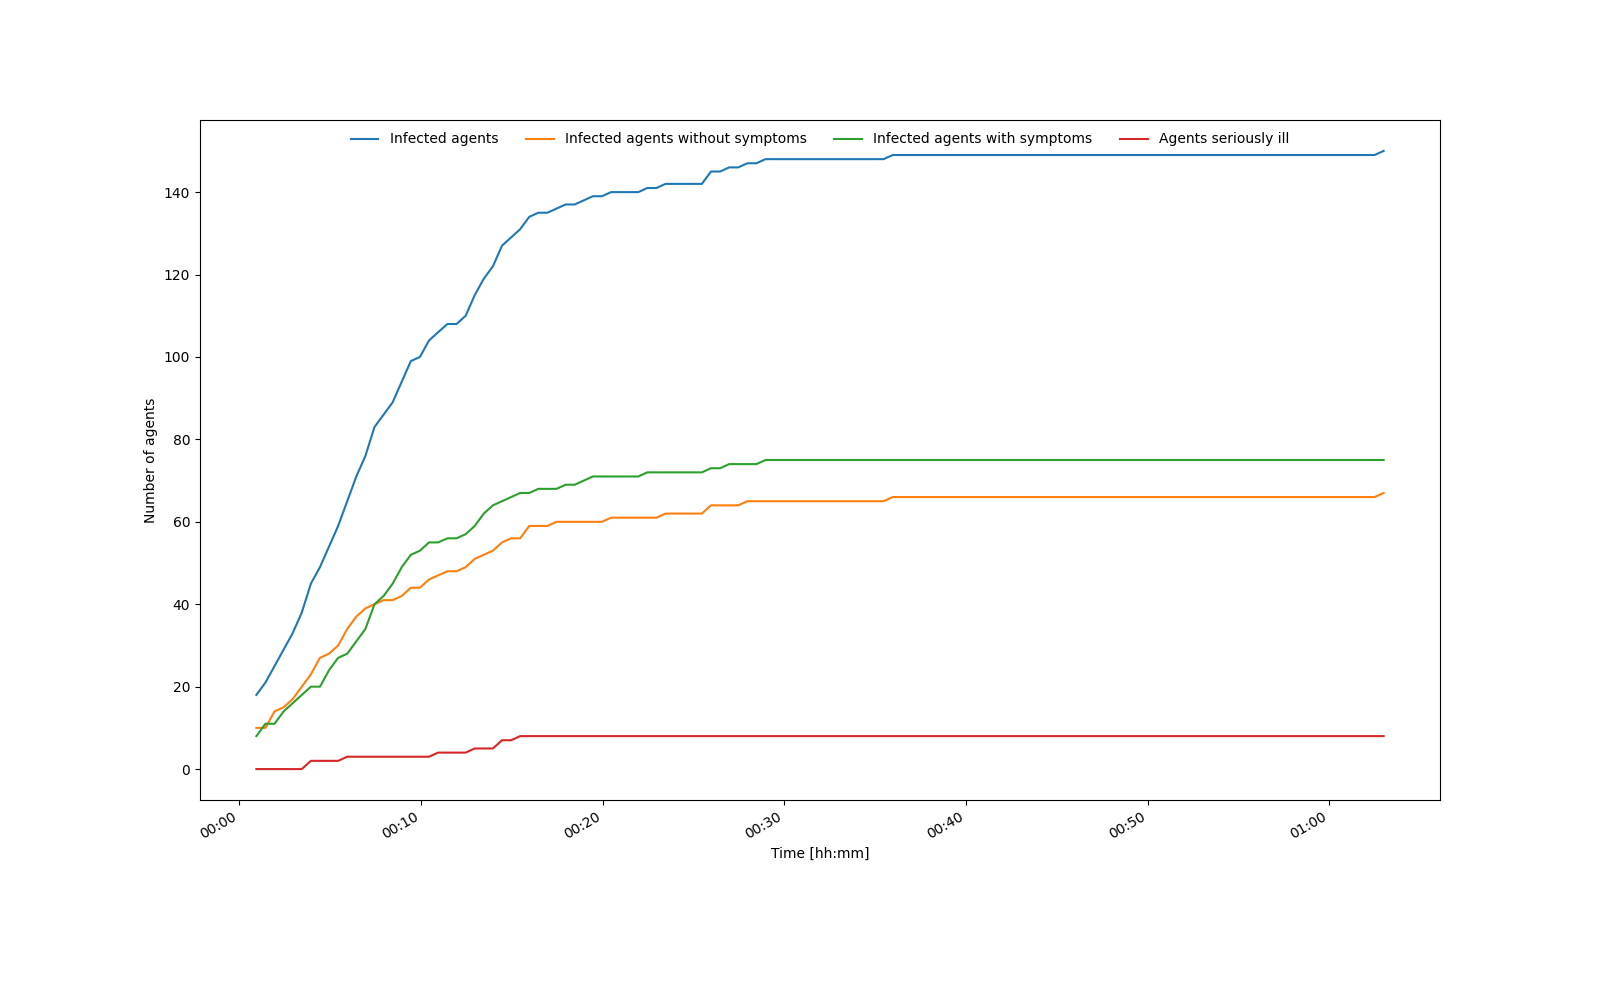 Infected agents Infected agents without symptoms Infected agents with symptoms Agents seriously ill
Number of agents
140
120
100
80
60
40
20
0
00:00 00:10 00:20 00:30 00:40 00:50 01:00
Time [hh:mm]